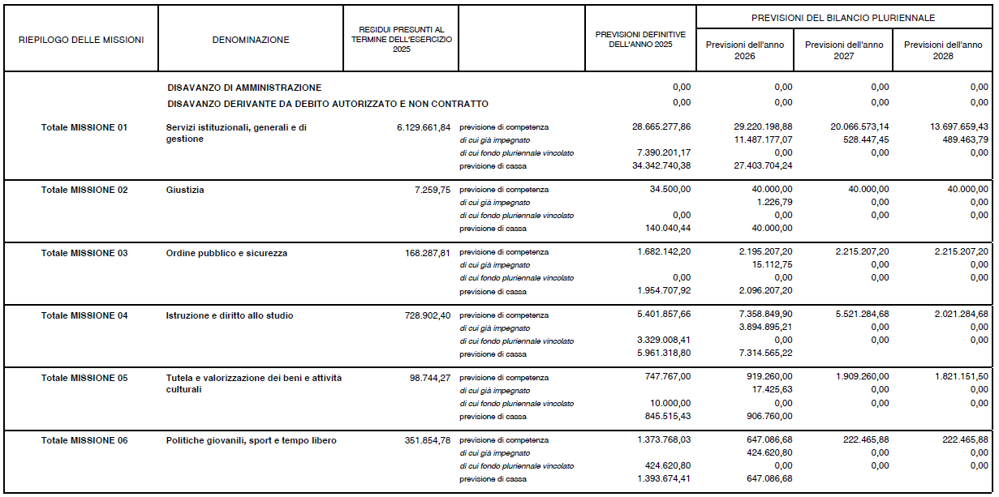 RIEPILOGO DELLE MISSIONI
DENOMINAZIONE
RESIDUI PRESUNTI AL
TERMINE DELL'ESERCIZIO
2025
PREVISIONI DEFINITIVE
DELL'ANNO 2025
PREVISIONI DEL BILANCIO PLURIENNALE
Previsioni dell'anno
2026
Previsioni dell'anno
2027
Previsioni dell'anno
2028
DISAVANZO DI AMMINISTRAZIONE 0,00 0,00 0,00 0,00
DISAVANZO DERIVANTE DA DEBITO AUTORIZZATO E NON CONTRATTO 0,00 0,00 0,00 0,00
Totale MISSIONE 01 Servizi istituzionali, generali e di 6.129.661,84 previsione di competenza 28.665.277,86 29.220.198,88 20.066.573,14 13.697.659,43
gestione di cui già impegnato 11.487.177,07 528.447,45 489.463,79
di cui fondo pluriennale vincolato 7.390.201,17 0,00 0,00 0,00
previsione di cassa 34.342.740,38 27.403.704,24
Totale MISSIONE 02 Giustizia 7.259,75 previsione di competenza 34.500,00 40.000,00 40.000,00 40.000,00
di cui già impegnato 1.226,79 0,00 0,00
di cui fondo pluriennale vincolato 0,00 0,00 0,00 0,00
previsione di cassa 140.040,44 40.000,00
Totale MISSIONE 03 Ordine pubblico e sicurezza 168.287,81 previsione di competenza 1.682.142,20 2.195.207,20 2.215.207,20 2.215.207,20
di cui già impegnato 15.112,75 0,00 0,00
di cui fondo pluriennale vincolato 0,00 0,00 0,00 0,00
previsione di cassa 1.954.707,92 2.096.207,20
Totale MISSIONE 04 Istruzione e diritto allo studio 728.902,40 previsione di competenza 5.401.857,66 7.358.849,90 5.521.284,68 2.021.284,68
di cui già impegnato 3.894.895,21 0,00 0,00
di cui fondo pluriennale vincolato 3.329.008,41 0,00 0,00 0,00
previsione di cassa 5.961.318,80 7.314.565,22
Totale MISSIONE 05 Tutela e valorizzazione dei beni e attività 98.744,27 previsione di competenza 747.767,00 919.260,00 1.909.260,00 1.821.151,50
culturali di cui già impegnato 17.425,63 0,00 0,00
di cui fondo pluriennale vincolato 10.000,00 0,00 0,00 0,00
previsione di cassa 845.515,43 906.760,00
Totale MISSIONE 06 Politiche giovanili, sport e tempo libero 351.854,78 previsione di competenza 1.373.768,03 647.086,68 222.465,88 222.465,88
di cui già impegnato 424.620,80 0,00 0,00
di cui fondo pluriennale vincolato 424.620,80 0,00 0,00 0,00
previsione di cassa 1.393.674,41 647.086,68